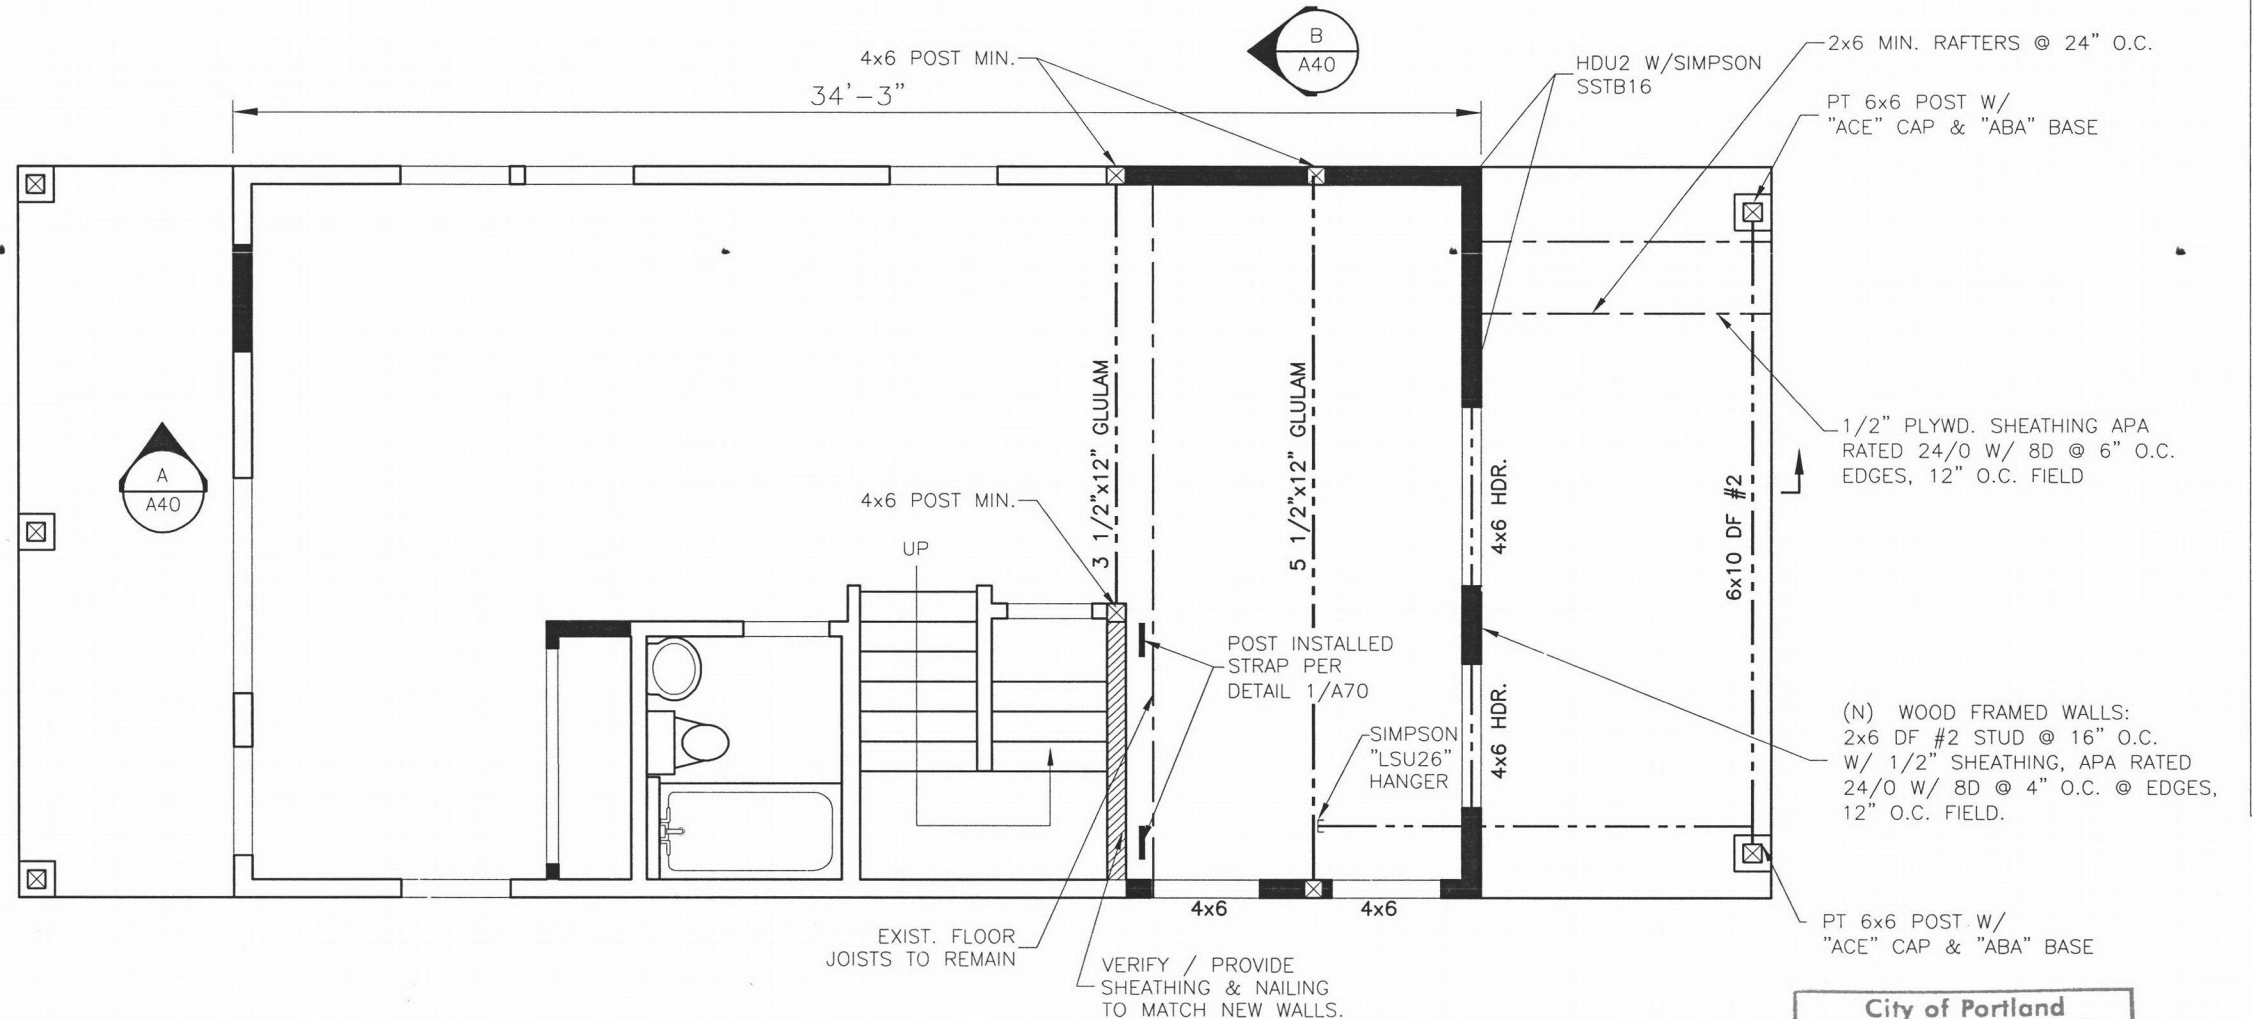 B
A40
4x6 POST MIN.
34'-3"
HDU2 W/SIMPSON
SSTB16
2x6 MIN. RAFTERS @ 24" O.C.
PT 6x6 POST W/
"ACE" CAP & "ABA" BASE
A
A40
3 1/2"x12" GLULAM
5 1/2"x12" GLULAM
4x6 HDR.
4x6 HDR.
6x10 DF #2
1/2" PLYWD. SHEATHING APA
RATED 24/0 W/ 8D @ 6" O.C.
EDGES, 12" O.C. FIELD
4x6 POST MIN.
UP
POST INSTALLED
STRAP PER
DETAIL 1/A70
SIMPSON
"LSU26"
HANGER
(N) WOOD FRAMED WALLS:
2x6 DF #2 STUD @ 16" O.C.
W/ 1/2" SHEATHING, APA RATED
24/0 W/ 8D @ 4" O.C. @ EDGES,
12" O.C. FIELD.
4x6
4x6
EXIST. FLOOR
JOISTS TO REMAIN
VERIFY / PROVIDE
SHEATHING & NAILING
TO MATCH NEW WALLS.
PT 6x6 POST W/
"ACE" CAP & "ABA" BASE
City of Portland